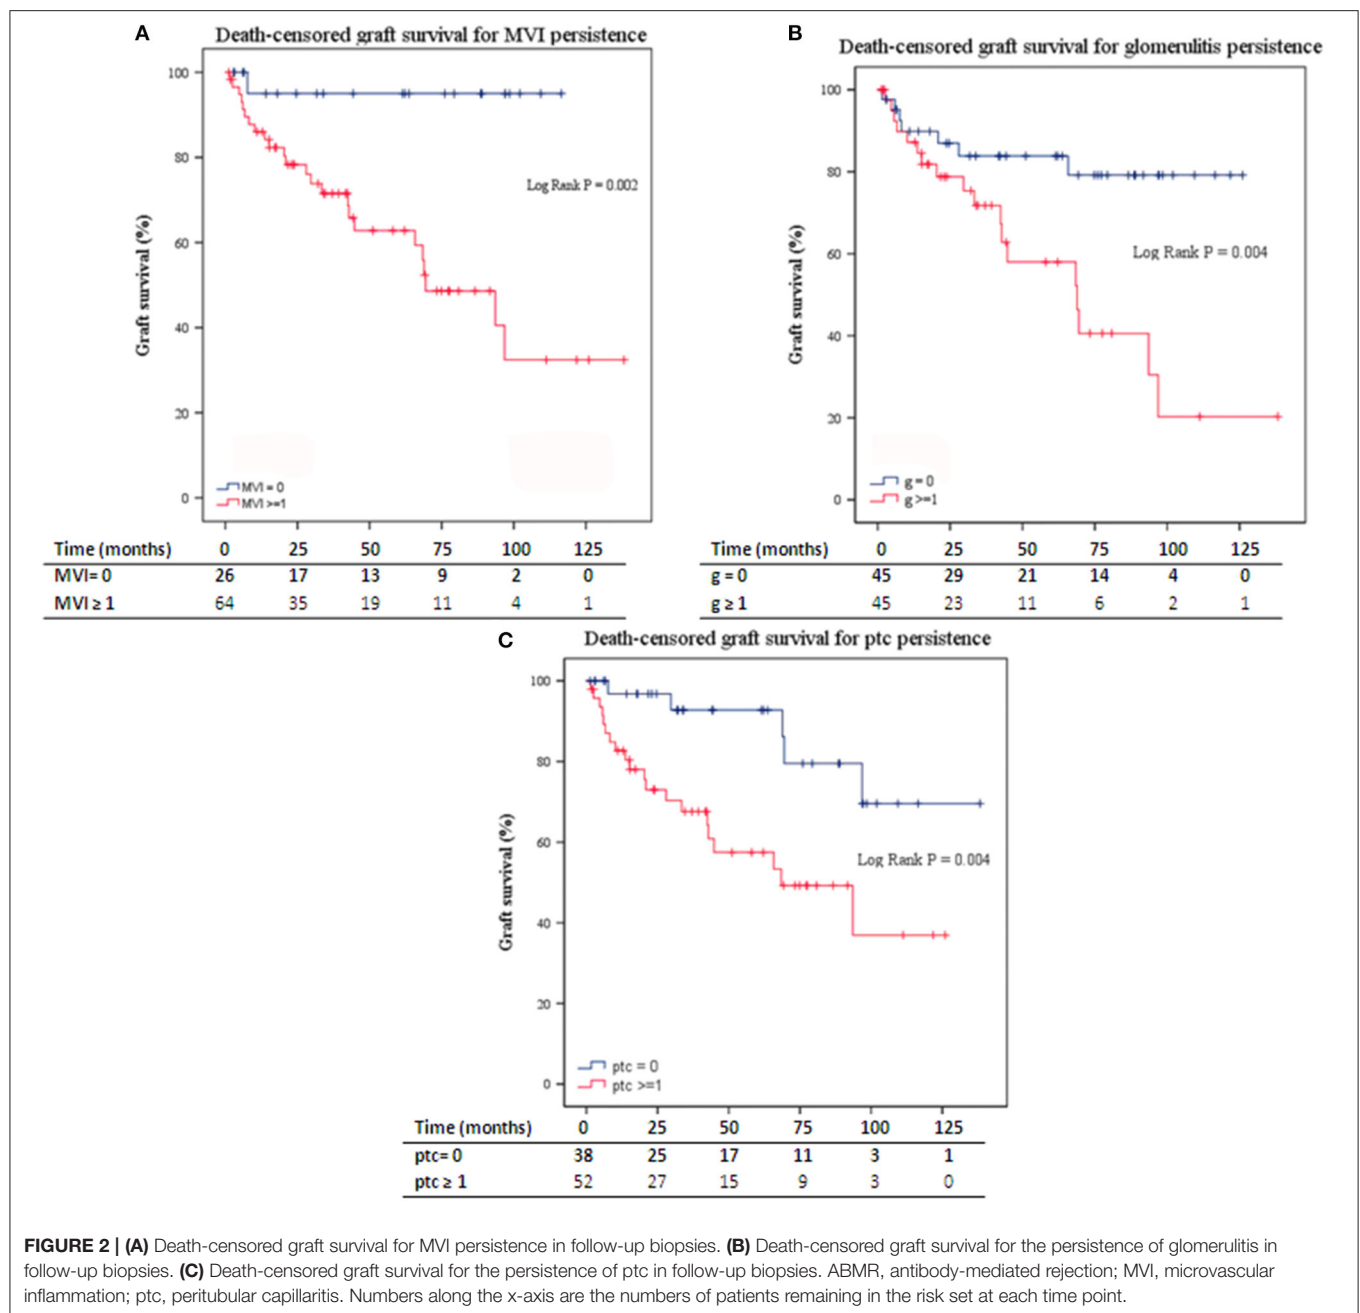 A
Death-censored graft survival for MVI persistence
Graft survival (%)
100
80
60
40
20
0
Log Rank P = 0.002
MVI = 0
MVI >=1
Time (months) 0 25 50 75 100 125
MVI= 0 26 17 13 9 2 0
MVI ≥ 1 64 35 19 11 4 1
B
Death-censored graft survival for glomerulitis persistence
Graft survival (%)
100
80
60
40
20
0
Log Rank P = 0.004
g = 0
g >=1
Time (months) 0 25 50 75 100 125
g = 0 45 29 21 14 4 0
g ≥ 1 45 23 11 6 2 1
C
Death-censored graft survival for ptc persistence
Graft survival (%)
100
80
60
40
20
0
Log Rank P = 0.004
ptc = 0
ptc >=1
Time (months) 0 25 50 75 100 125
ptc= 0 38 25 17 11 3 1
ptc ≥ 1 52 27 15 9 3 0
FIGURE 2 | (A) Death-censored graft survival for MVI persistence in follow-up biopsies. (B) Death-censored graft survival for the persistence of glomerulitis in
follow-up biopsies. (C) Death-censored graft survival for the persistence of ptc in follow-up biopsies. ABMR, antibody-mediated rejection; MVI, microvascular
inflammation; ptc, peritubular capillaritis. Numbers along the x-axis are the numbers of patients remaining in the risk set at each time point.